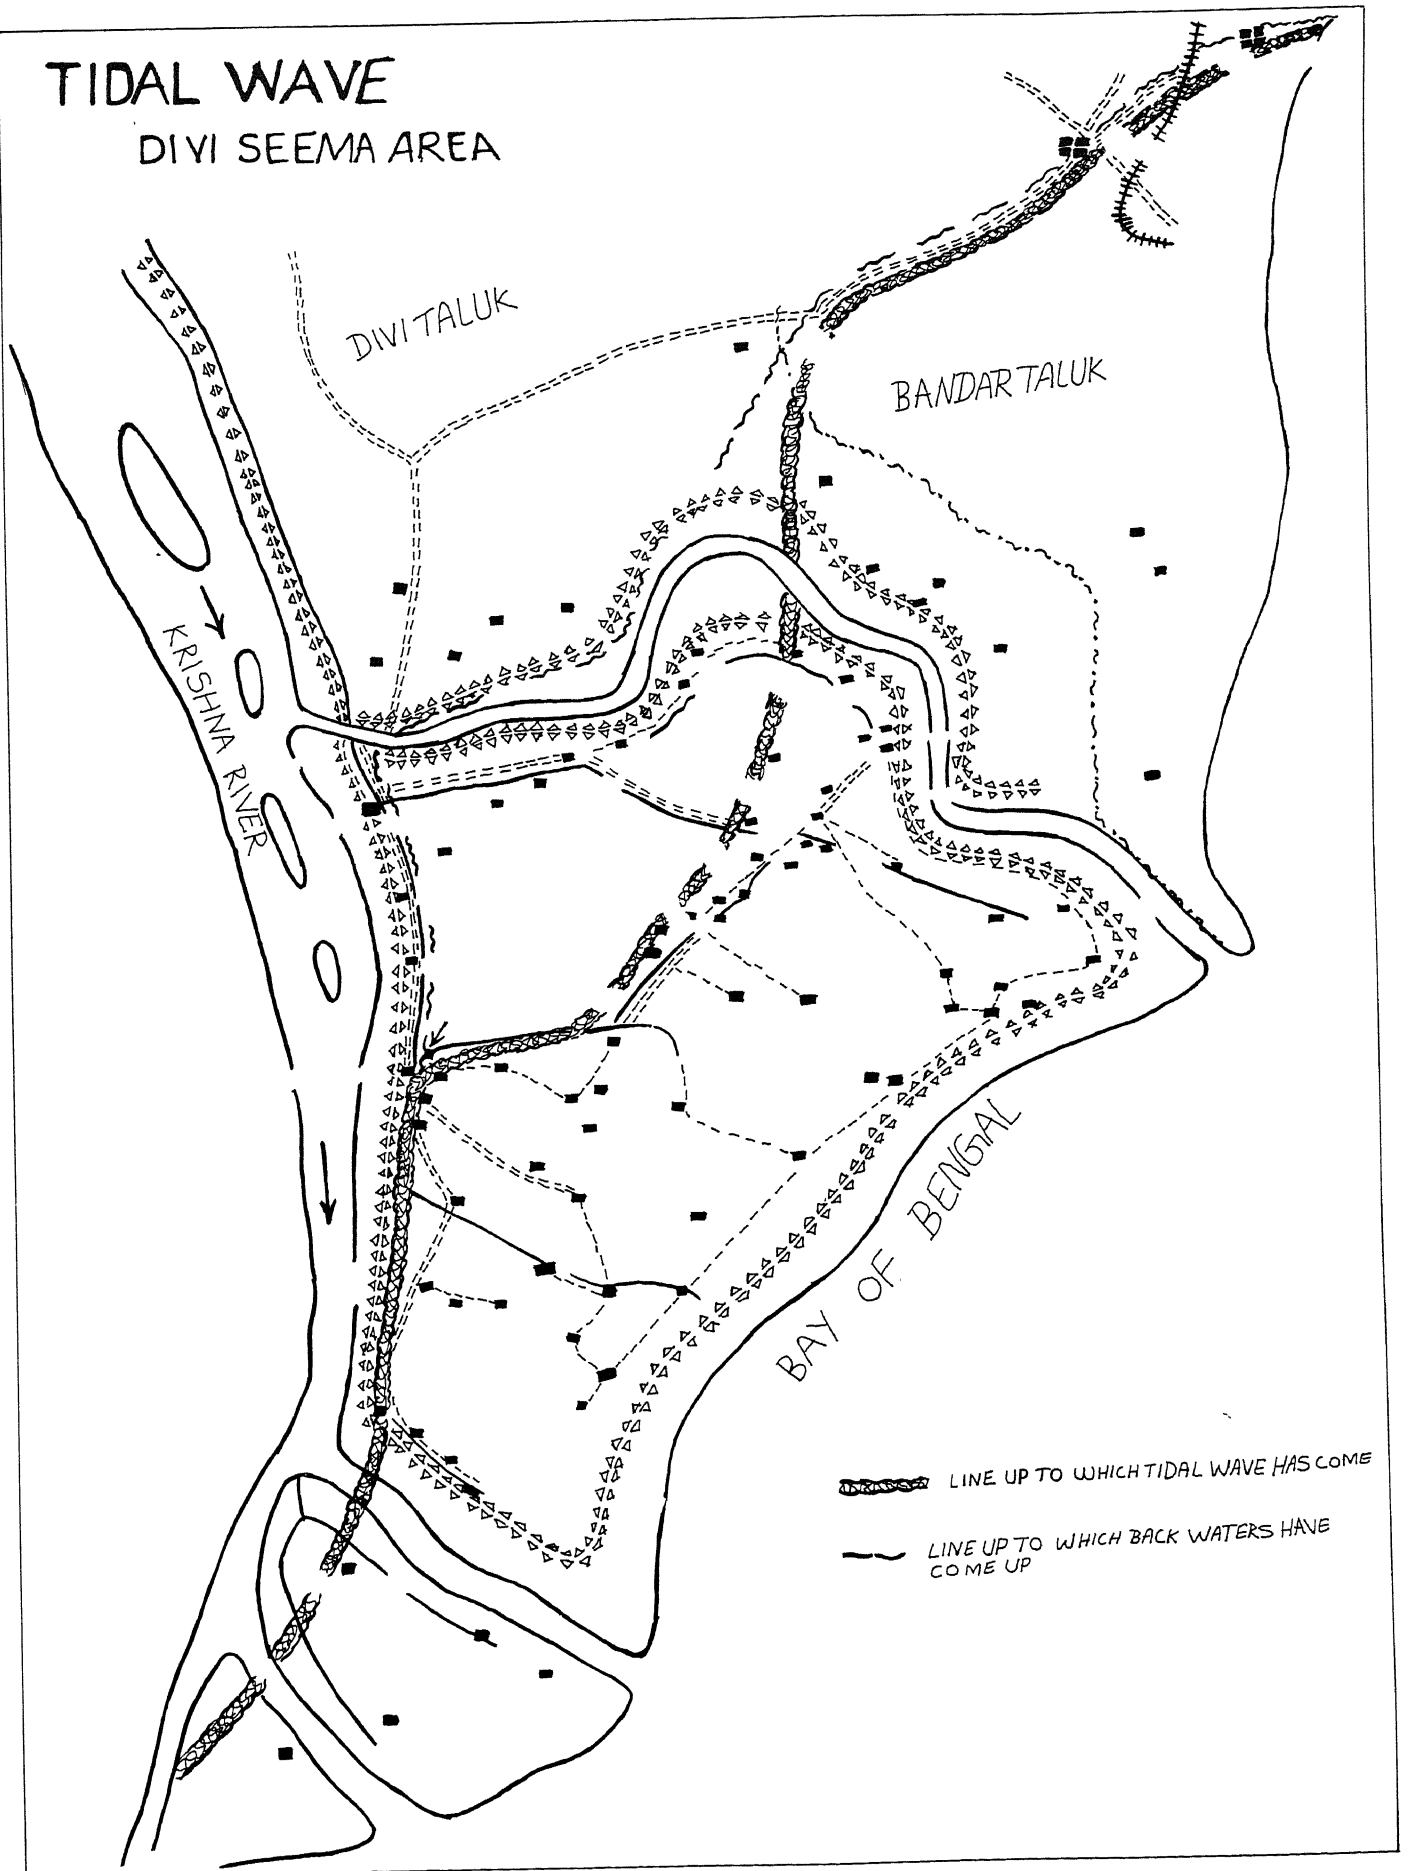 TIDAL WAVE
DIVI SEEMA AREA
DIVI TALUK
BANDAR TALUK
KRISHNA RIVER
BAY OF BENGAL
LINE UP TO WHICH TIDAL WAVE HAS COME
LINE UP TO WHICH BACK WATERS HAVE
COME UP